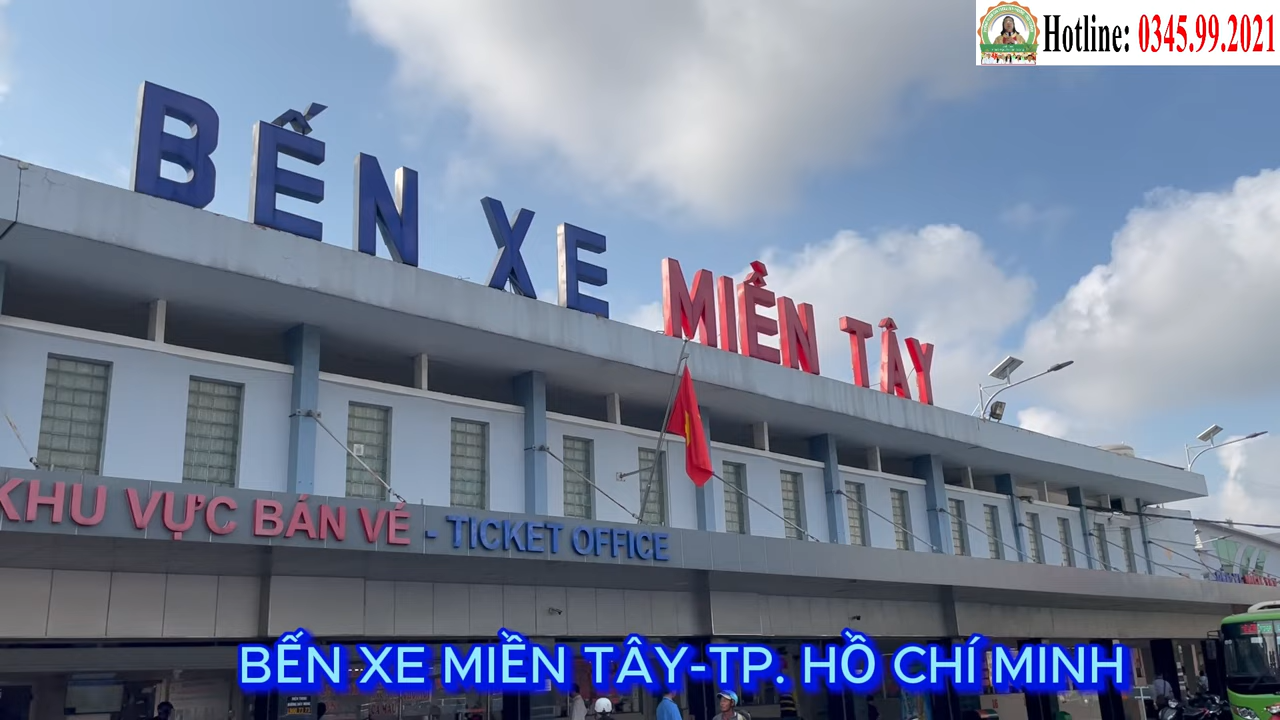 Hotline: 0345.99.2021
BẾN XE MIỀN TÂY
KHU VỰC BÁN VÉ - TICKET OFFICE
BẾN XE MIỀN TÂY-TP. HỒ CHÍ MINH